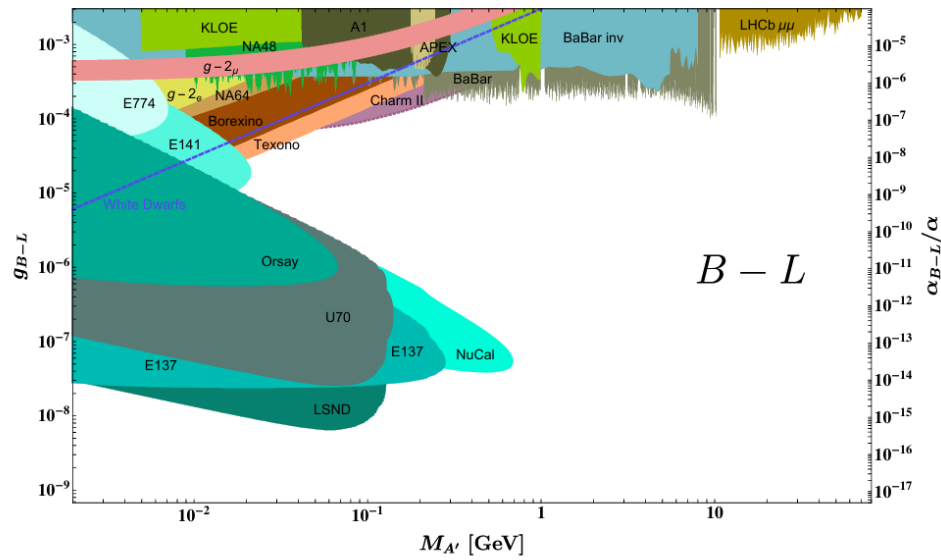 KLOE
A1
LHCb μμ
10⁻³
NA48
APEX
KLOE
BaBar inv
10⁻⁵
g−2μ
BaBar
10⁻⁶
E774
g−2e
NA64
Charm II
10⁻⁴
Borexino
10⁻⁷
E141
Texono
10⁻⁸
10⁻⁵
White Dwarfs
10⁻⁹
g_{B−L}
10⁻¹⁰
α_{B−L}/α
10⁻⁶
Orsay
B − L
10⁻¹¹
U70
10⁻¹²
10⁻⁷
E137
E137
NuCal
10⁻¹³
10⁻¹⁴
10⁻⁸
LSND
10⁻¹⁵
10⁻¹⁶
10⁻⁹
10⁻¹⁷
10⁻²
10⁻¹
1
10
M_{A′} [GeV]